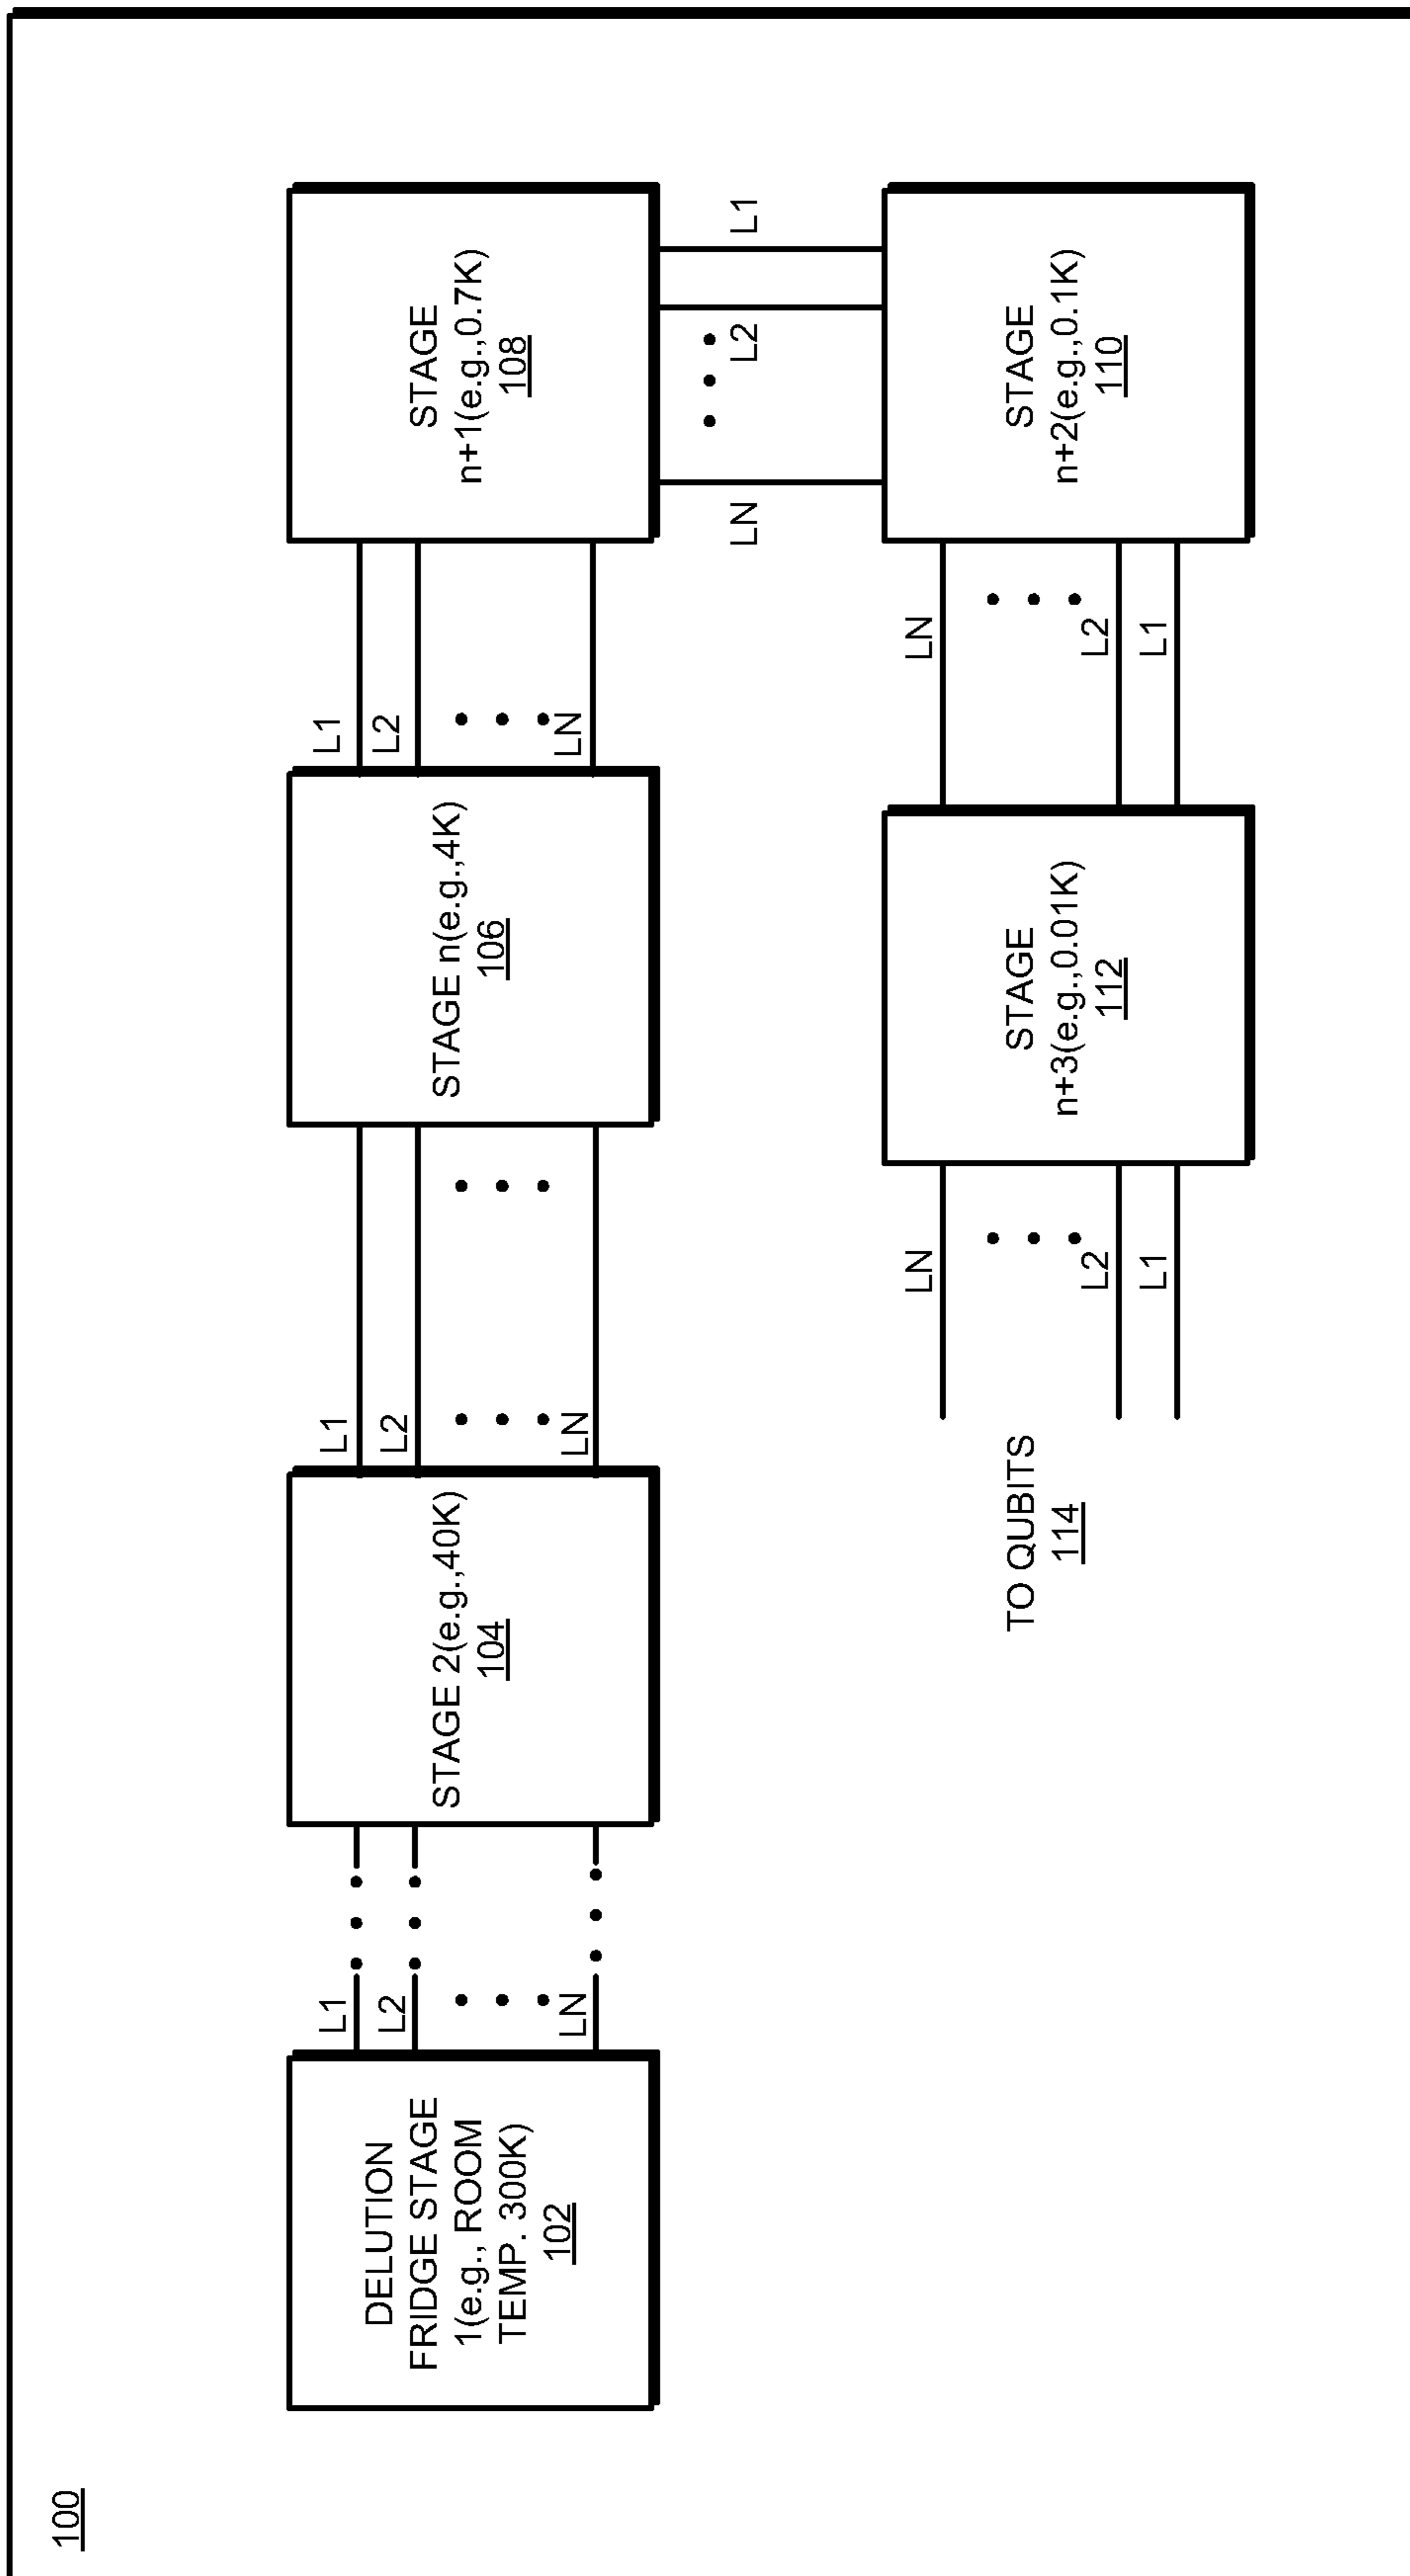 100
DELUTION
FRIDGE STAGE
1(e.g., ROOM
TEMP. 300K)
102
L1
L2
LN
STAGE 2(e.g.,40K)
104
L1
L2
LN
STAGE n(e.g.,4K)
106
L1
L2
LN
STAGE
n+1(e.g.,0.7K)
108
L1
L2
LN
STAGE
n+2(e.g.,0.1K)
110
LN
L2
L1
STAGE
n+3(e.g.,0.01K)
112
LN
L2
L1
TO QUBITS
114